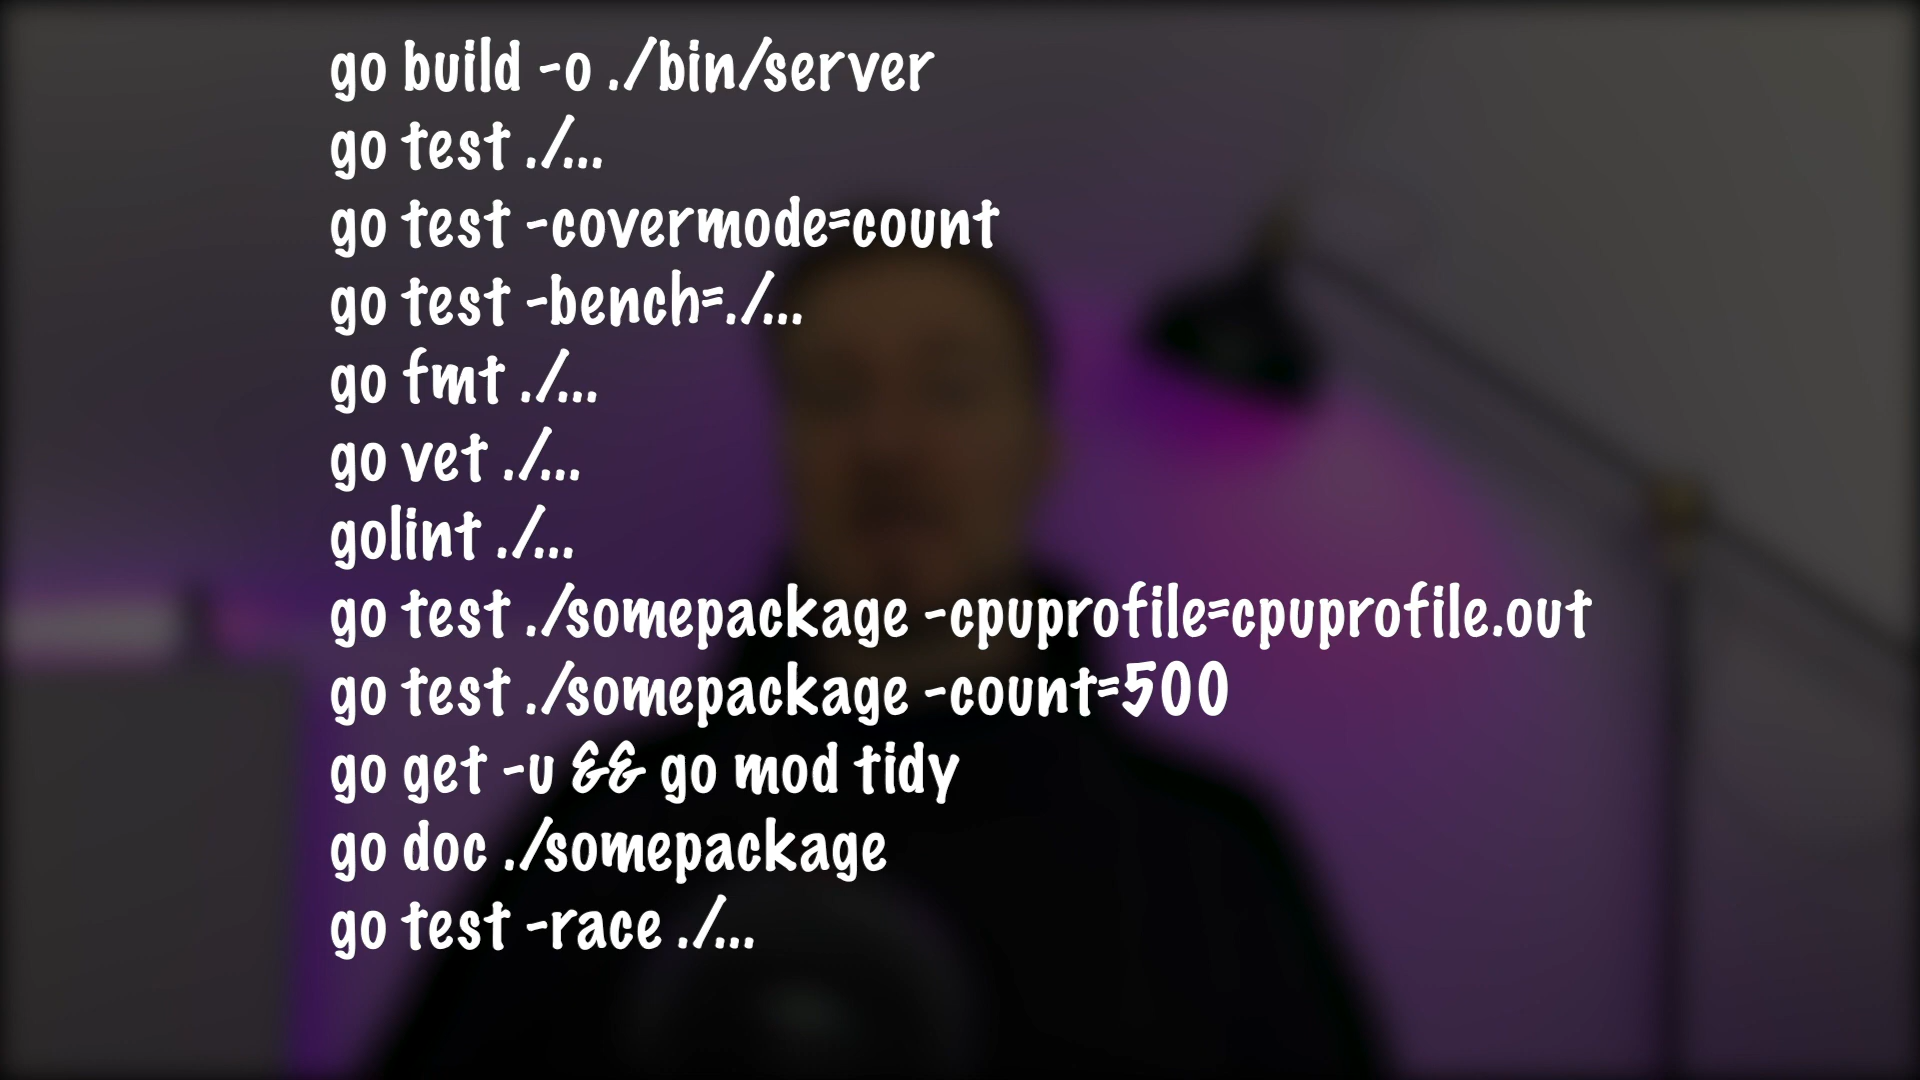 go build -o ./bin/server
go test ./...
go test -covermode=count
go test -bench=./...
go fmt ./...
go vet ./...
golint ./...
go test ./somepackage -cpuprofile=cpuprofile.out
go test ./somepackage -count=500
go get -u && go mod tidy
go doc ./somepackage
go test -race ./...